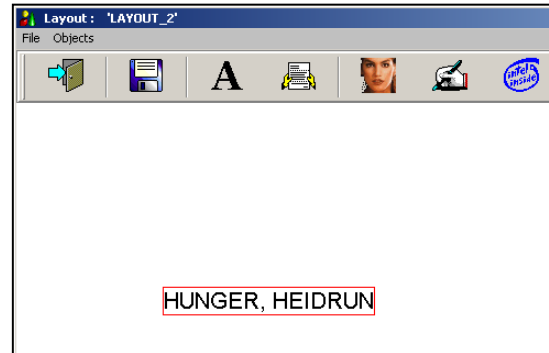 Layout : 'LAYOUT_2'
File Objects
A
intel inside
HUNGER, HEIDRUN